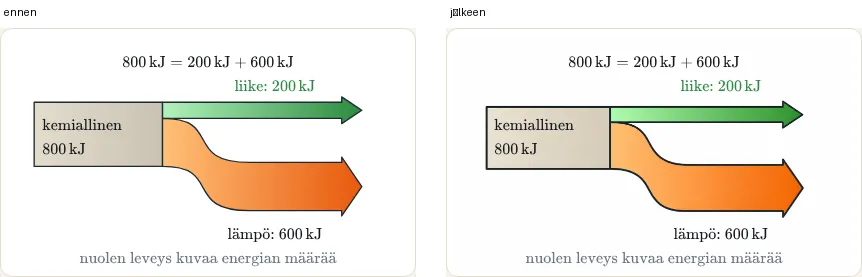 ennen
800 kJ = 200 kJ + 600 kJ
liike: 200 kJ
kemiallinen
800 kJ
lämpö: 600 kJ
nuolen leveys kuvaa energian määrää
j▯lkeen
800 kJ = 200 kJ + 600 kJ
liike: 200 kJ
kemiallinen
800 kJ
lämpö: 600 kJ
nuolen leveys kuvaa energian määrää